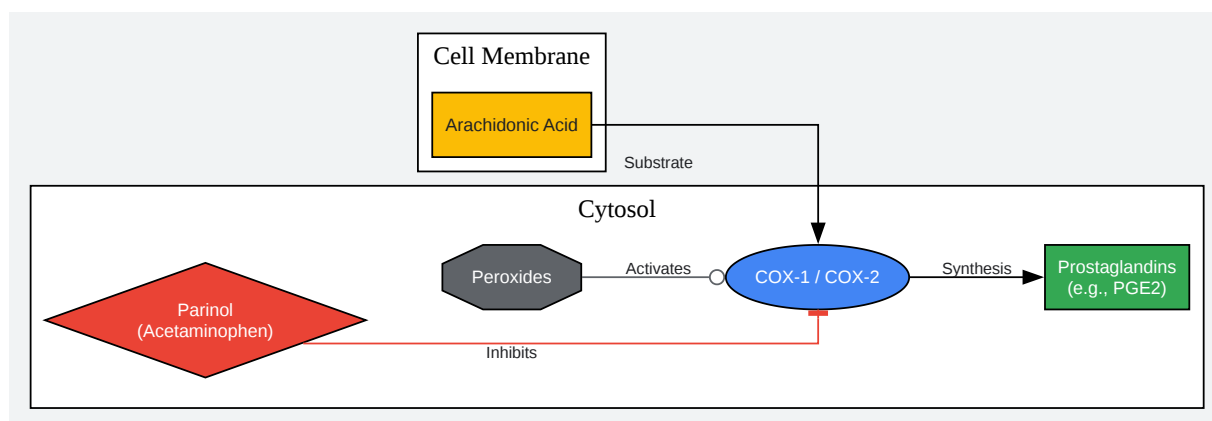 Cell Membrane
Arachidonic Acid
Substrate
Cytosol
Peroxides
Activates
COX-1 / COX-2
Synthesis
Prostaglandins
(e.g., PGE2)
Parinol
(Acetaminophen)
Inhibits